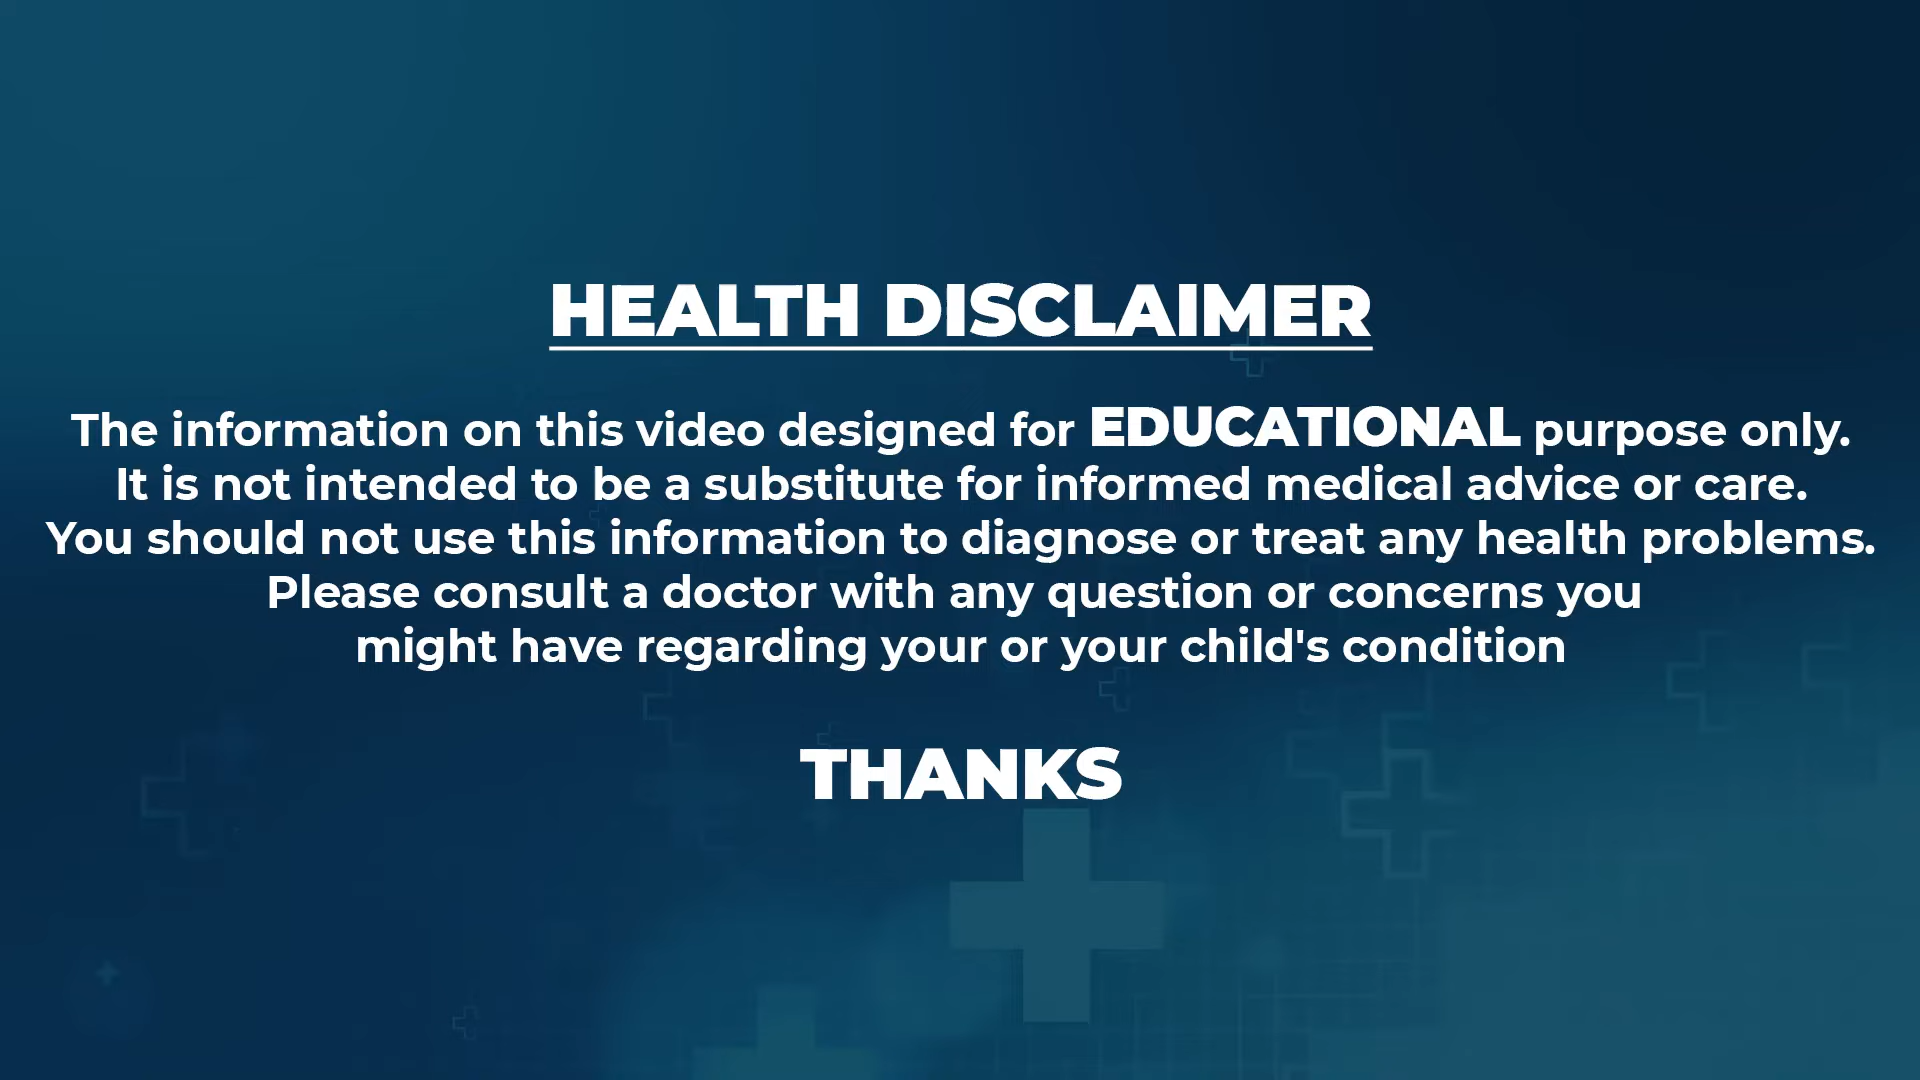 HEALTH DISCLAIMER
The information on this video designed for EDUCATIONAL purpose only.
It is not intended to be a substitute for informed medical advice or care.
You should not use this information to diagnose or treat any health problems.
Please consult a doctor with any question or concerns you
might have regarding your or your child's condition
THANKS